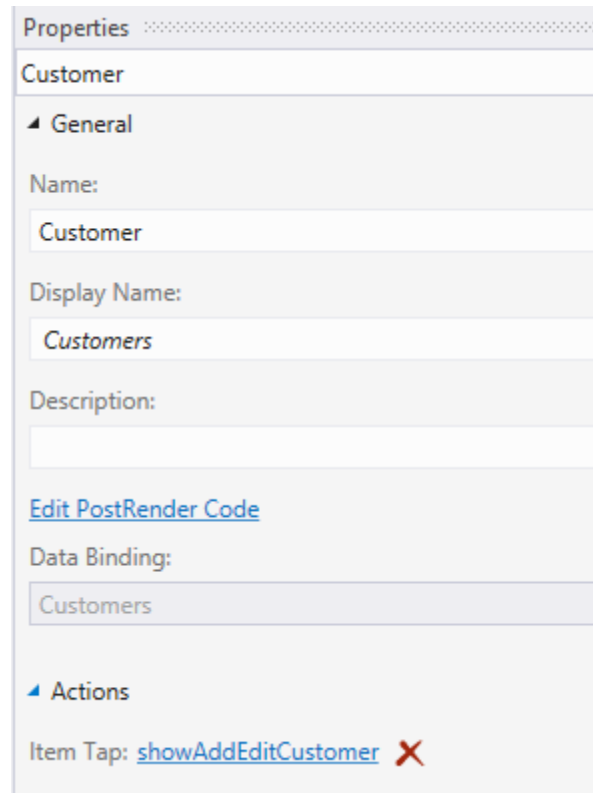 Properties
Customer
General
Name:
Customer
Display Name:
Customers
Description:
Edit PostRender Code
Data Binding:
Customers
Actions
Item Tap: showAddEditCustomer